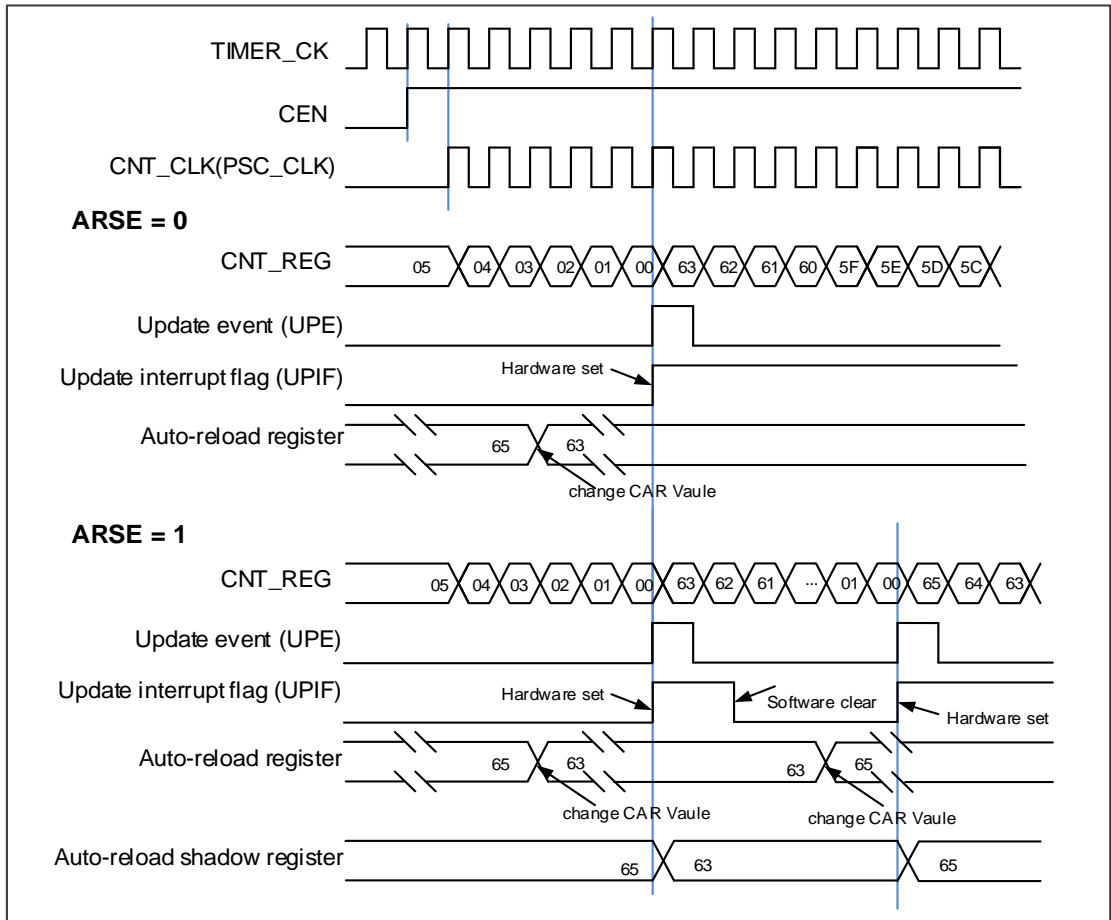 TIMER_CK
CEN
CNT_CLK(PSC_CLK)
ARSE = 0
CNT_REG 05 04 03 02 01 00 63 62 61 60 5F 5E 5D 5C
Update event (UPE)
Hardware set
Update interrupt flag (UPIF)
Auto-reload register 65 63
change CAR Vaule
ARSE = 1
CNT_REG 05 04 03 02 01 00 63 62 61 ... 01 00 65 64 63
Update event (UPE)
Update interrupt flag (UPIF) Hardware set Software clear Hardware set
Auto-reload register 65 63 63 65
change CAR Vaule change CAR Vaule
Auto-reload shadow register 65 63 65